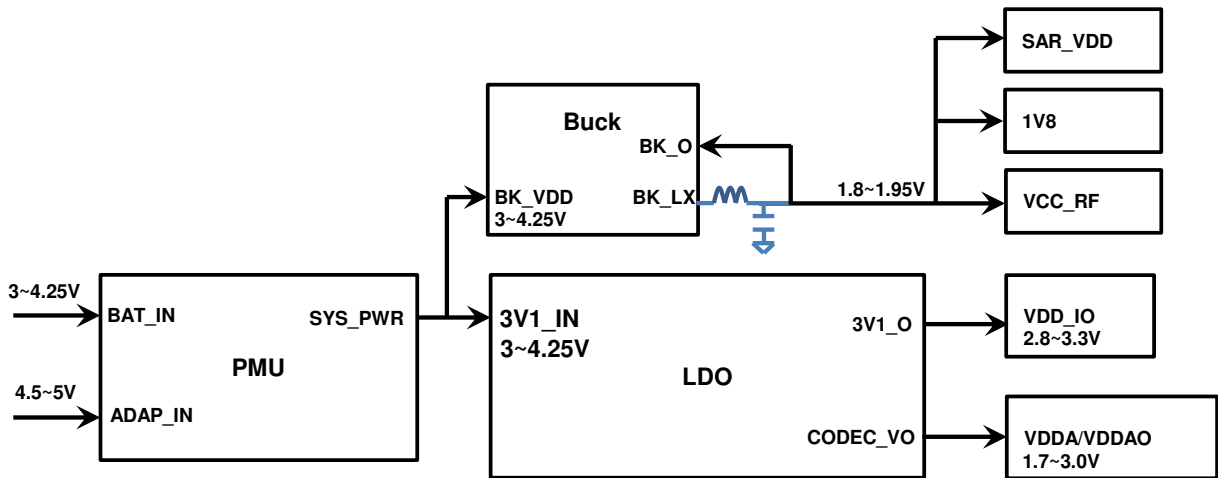 SAR_VDD
Buck
1V8
BK_O
BK_VDD
3~4.25V
BK_LX
1.8~1.95V
VCC_RF
3~4.25V
BAT_IN
SYS_PWR
PMU
4.5~5V
ADAP_IN
3V1_IN
3~4.25V
LDO
3V1_O
CODEC_VO
VDD_IO
2.8~3.3V
VDDA/VDDAO
1.7~3.0V